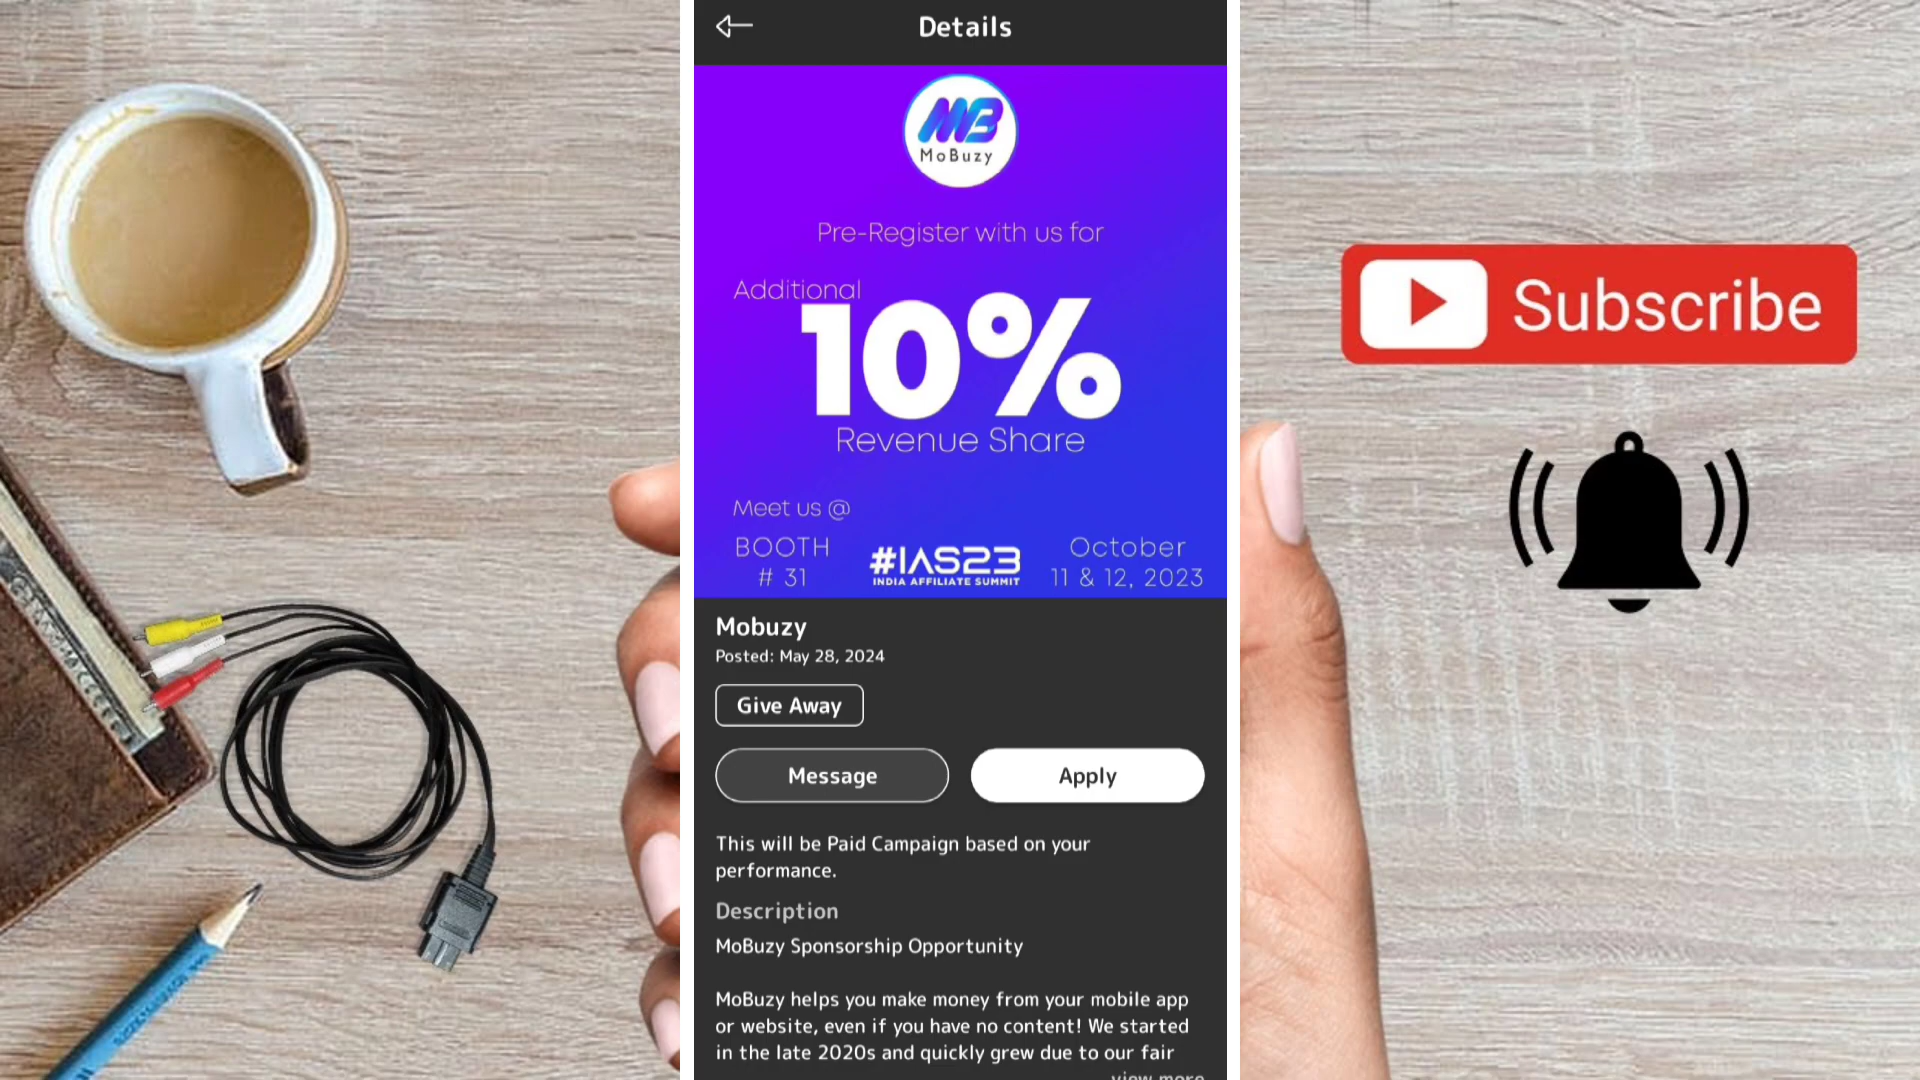 Details
MB
MoBuzy
Pre-Register with us for
Additional
10%
Revenue Share
Meet us @
BOOTH
# 31
#IAS23
INDIA AFFILIATE SUMMIT
October
11 & 12, 2023
Mobuzy
Posted: May 28, 2024
Give Away
Message
Apply
This will be Paid Campaign based on your
performance.
Description
MoBuzy Sponsorship Opportunity
MoBuzy helps you make money from your mobile app
or website, even if you have no content! We started
in the late 2020s and quickly grew due to our fair
view more
Subscribe